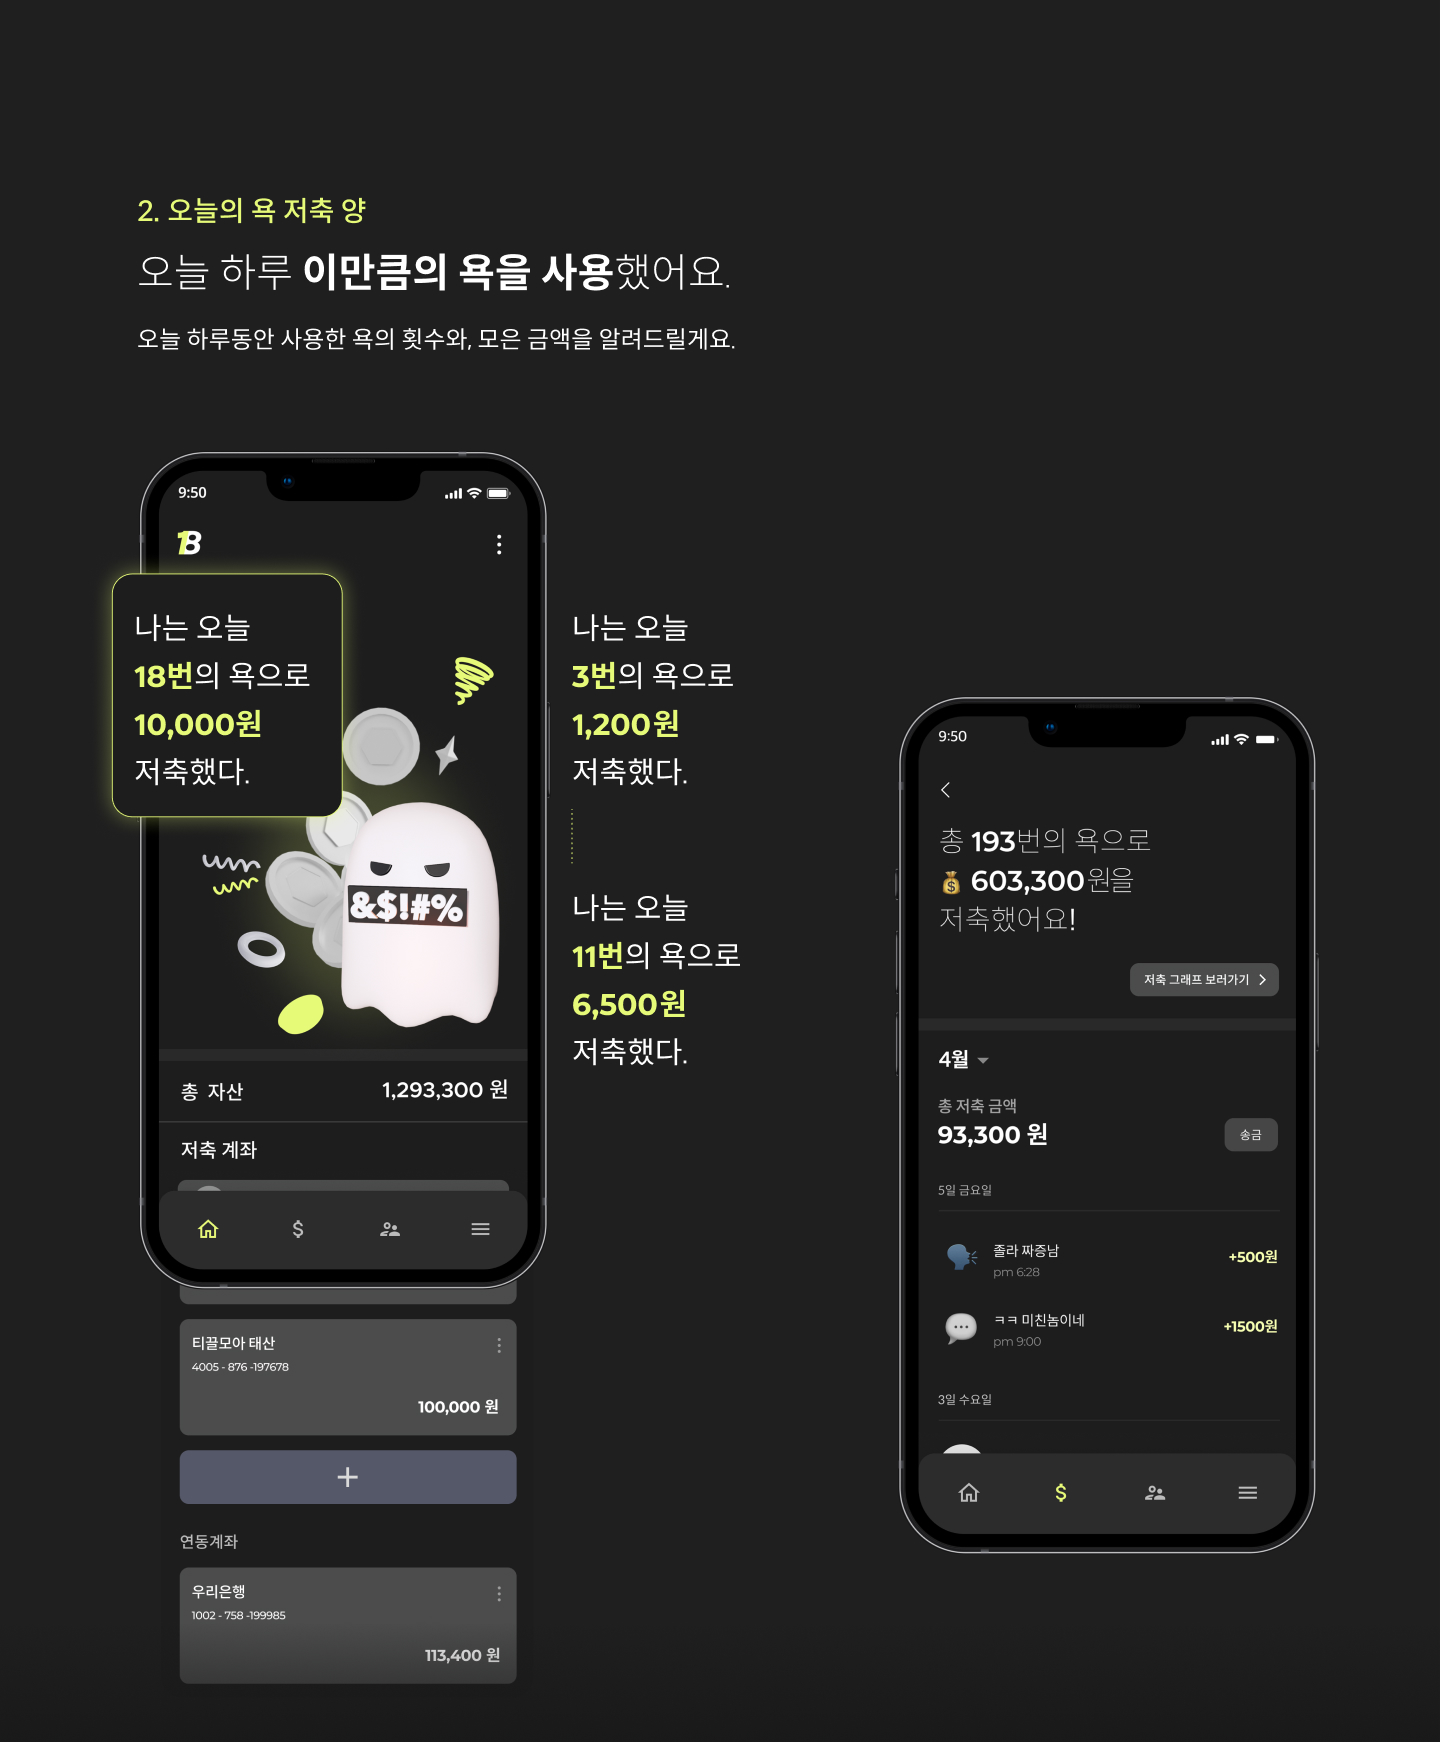 2. 오늘의 욕 저축 양
오늘 하루 이만큼의 욕을 사용했어요.
오늘 하루동안 사용한 욕의 횟수와, 모은 금액을 알려드릴게요.
9:50
1B
나는 오늘
18번의 욕으로
10,000원
저축했다.
&$!#%
총 자산
1,293,300 원
저축 계좌
티끌모아 태산
4005 - 876 -197678
100,000 원
+
연동계좌
우리은행
1002 - 758 -199985
113,400 원
나는 오늘
3번의 욕으로
1,200원
저축했다.
나는 오늘
11번의 욕으로
6,500원
저축했다.
9:50
총 193번의 욕으로
603,300원을
저축했어요!
저축 그래프 보러가기
4월
총 저축 금액
93,300 원
송금
5일 금요일
졸라 짜증남
+500원
pm 6:28
ㅋㅋ 미친놈이네
+1500원
pm 9:00
3일 수요일